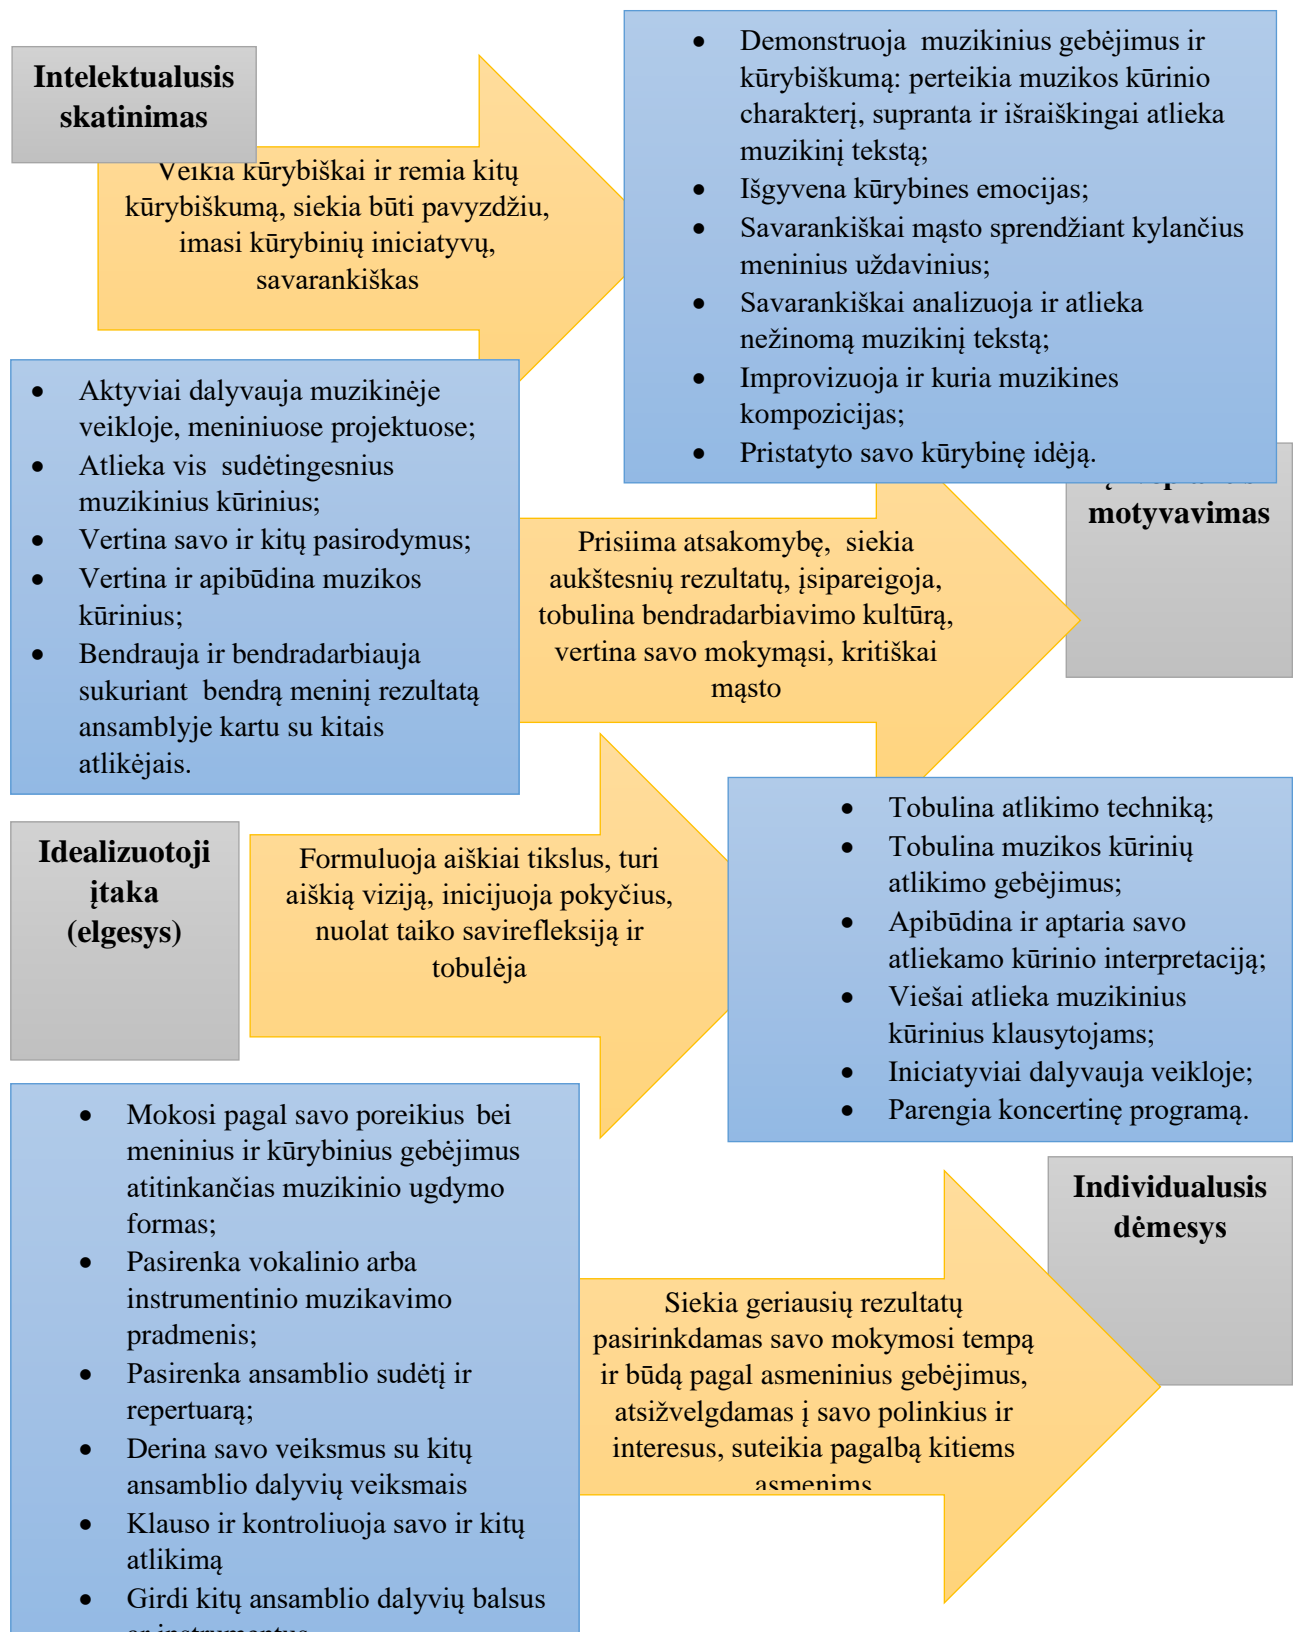 Intelektualusis
skatinimas
Veikia kūrybiškai ir remia kitų
kūrybiškumą, siekia būti pavyzdžiu,
imasi kūrybinių iniciatyvų,
savarankiškas
• Demonstruoja muzikinius gebėjimus ir
kūrybiškumą: perteikia muzikos kūrinio
charakterį, supranta ir išraiškingai atlieka
muzikinį tekstą;
• Išgyvena kūrybines emocijas;
• Savarankiškai mąsto sprendžiant kylančius
meninius uždavinius;
• Savarankiškai analizuoja ir atlieka
nežinomą muzikinį tekstą;
• Improvizuoja ir kuria muzikines
kompozicijas;
• Pristatyto savo kūrybinę idėją.
• Aktyviai dalyvauja muzikinėje
veikloje, meniniuose projektuose;
• Atlieka vis sudėtingesnius
muzikinius kūrinius;
• Vertina savo ir kitų pasirodymus;
• Vertina ir apibūdina muzikos
kūrinius;
• Bendrauja ir bendradarbiauja
sukuriant bendrą meninį rezultatą
ansamblyje kartu su kitais
atlikėjais.
Prisiima atsakomybę, siekia
aukštesnių rezultatų, įsipareigoja,
tobulina bendradarbiavimo kultūrą,
vertina savo mokymąsi, kritiškai
mąsto
motyvavimas
Idealizuotoji
įtaka
(elgesys)
Formuluoja aiškiai tikslus, turi
aiškią viziją, inicijuoja pokyčius,
nuolat taiko savirefleksiją ir
tobulėja
• Tobulina atlikimo techniką;
• Tobulina muzikos kūrinių
atlikimo gebėjimus;
• Apibūdina ir aptaria savo
atliekamo kūrinio interpretaciją;
• Viešai atlieka muzikinius
kūrinius klausytojams;
• Iniciatyviai dalyvauja veikloje;
• Parengia koncertinę programą.
• Mokosi pagal savo poreikius bei
meninius ir kūrybinius gebėjimus
atitinkančias muzikinio ugdymo
formas;
• Pasirenka vokalinio arba
instrumentinio muzikavimo
pradmenis;
• Pasirenka ansamblio sudėtį ir
repertuarą;
• Derina savo veiksmus su kitų
ansamblio dalyvių veiksmais
• Klauso ir kontroliuoja savo ir kitų
atlikimą
• Girdi kitų ansamblio dalyvių balsus
Siekia geriausių rezultatų
pasirinkdamas savo mokymosi tempą
ir būdą pagal asmeninius gebėjimus,
atsižvelgdamas į savo polinkius ir
interesus, suteikia pagalbą kitiems
asmenims
Individualusis
dėmesys